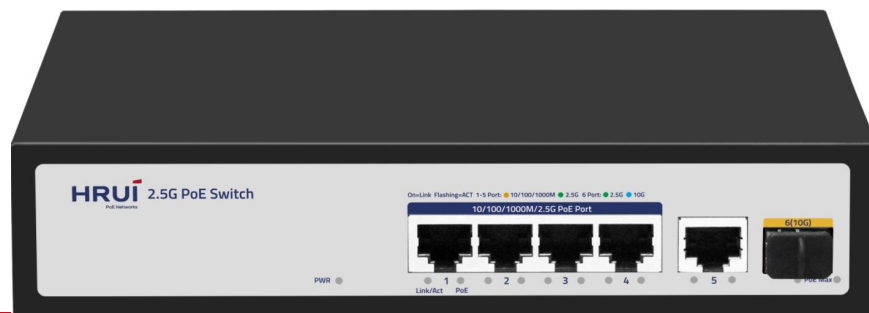 HRUI
PoE Networks
2.5G PoE Switch
On=Link Flashing=ACT 1-5 Port: 10/100/1000M 2.5G 6 Port: 2.5G 10G
10/100/1000M/2.5G PoE Port
6(10G)
PWR
1 2 3 4 5
PoE Max
Link/Act PoE